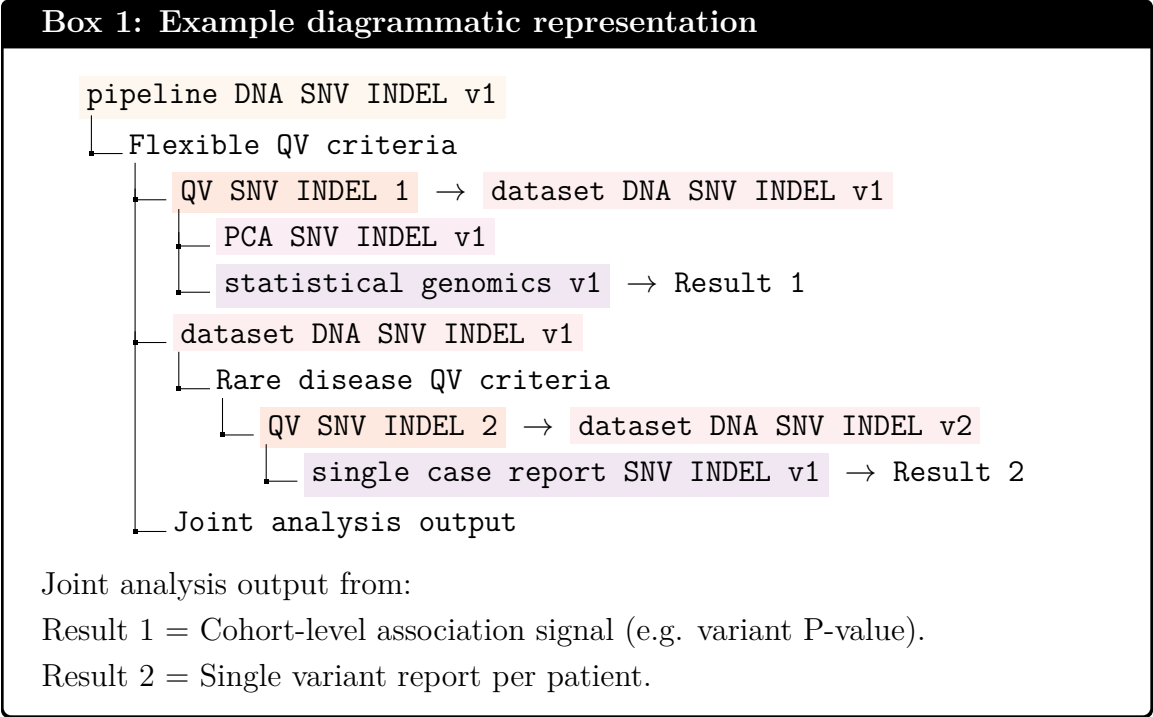 Box 1: Example diagrammatic representation
pipeline DNA SNV INDEL v1
Flexible QV criteria
QV SNV INDEL 1 → dataset DNA SNV INDEL v1
PCA SNV INDEL v1
statistical genomics v1 → Result 1
dataset DNA SNV INDEL v1
Rare disease QV criteria
QV SNV INDEL 2 → dataset DNA SNV INDEL v2
single case report SNV INDEL v1 → Result 2
Joint analysis output
Joint analysis output from:
Result 1 = Cohort-level association signal (e.g. variant P-value).
Result 2 = Single variant report per patient.